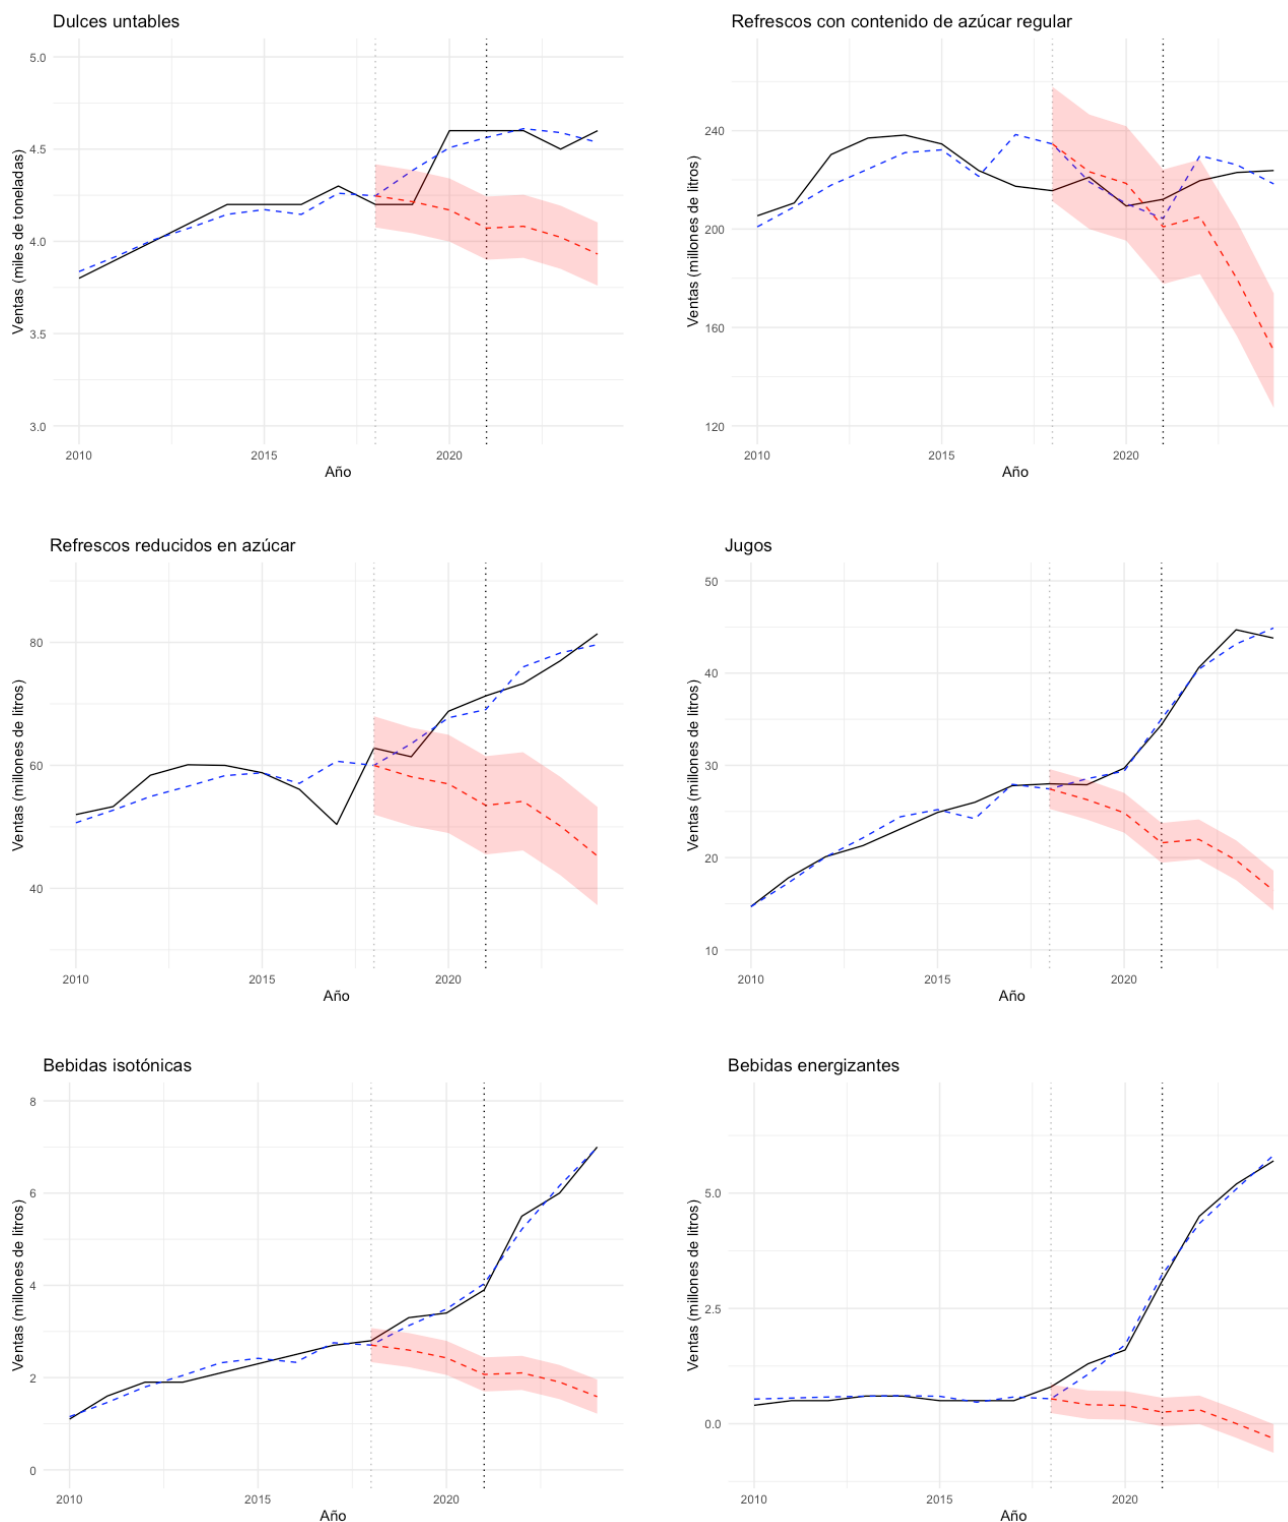 Dulces untables
Ventas (miles de toneladas)
5.0
4.5
4.0
3.5
3.0
2010
2015
2020
Año
Refrescos con contenido de azúcar regular
Ventas (millones de litros)
240
200
160
120
2010
2015
2020
Año
Refrescos reducidos en azúcar
Ventas (millones de litros)
80
60
40
2010
2015
2020
Año
Jugos
Ventas (millones de litros)
50
40
30
20
10
2010
2015
2020
Año
Bebidas isotónicas
Ventas (millones de litros)
8
6
4
2
0
2010
2015
2020
Año
Bebidas energizantes
Ventas (millones de litros)
5.0
2.5
0.0
2010
2015
2020
Año